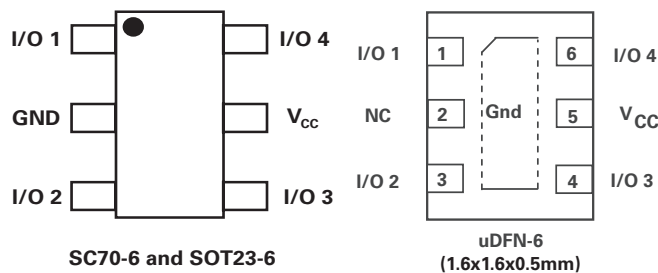 I/O 1
I/O 4
GND
VCC
I/O 2
I/O 3
SC70-6 and SOT23-6
I/O 1
1
6
I/O 4
NC
2
Gnd
5
VCC
I/O 2
3
4
I/O 3
uDFN-6
(1.6x1.6x0.5mm)